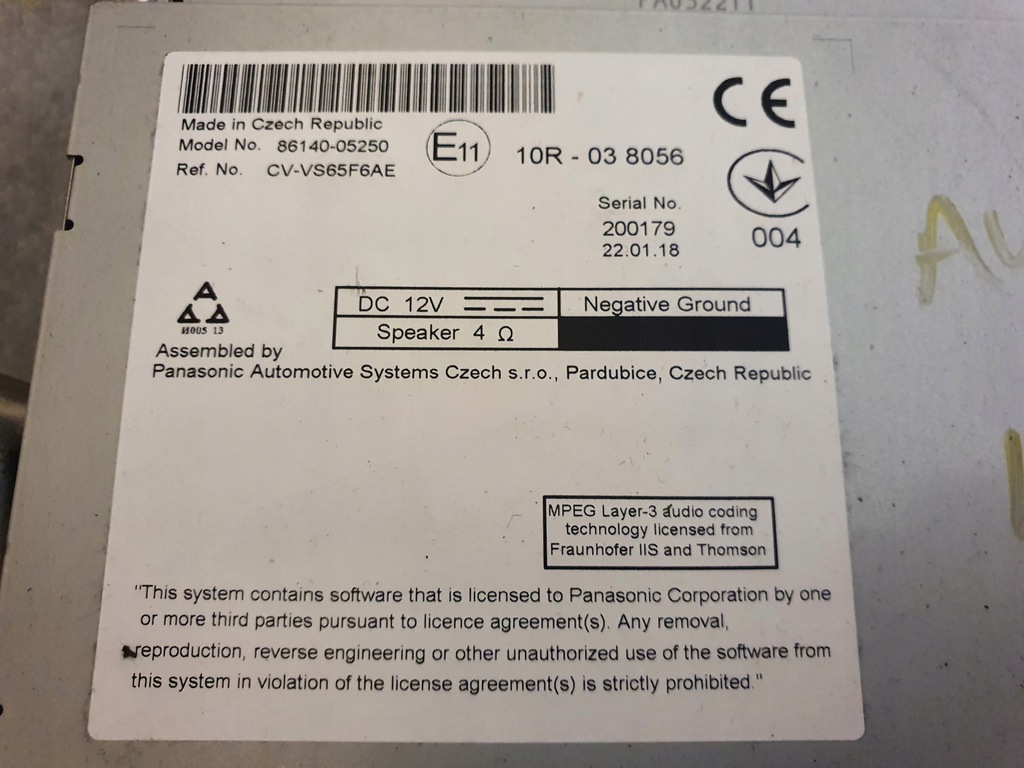 Made in Czech Republic
Model No. 86140-05250
Ref. No. CV-VS65F6AE
E11
10R - 03 8056
CE
Serial No.
200179
22.01.18
004
A
A A
И005 13
DC 12V
Negative Ground
Speaker 4 Ω
Assembled by
Panasonic Automotive Systems Czech s.r.o., Pardubice, Czech Republic
MPEG Layer-3 audio coding
technology licensed from
Fraunhofer IIS and Thomson
"This system contains software that is licensed to Panasonic Corporation by one
or more third parties pursuant to licence agreement(s). Any removal,
reproduction, reverse engineering or other unauthorized use of the software from
this system in violation of the license agreement(s) is strictly prohibited."